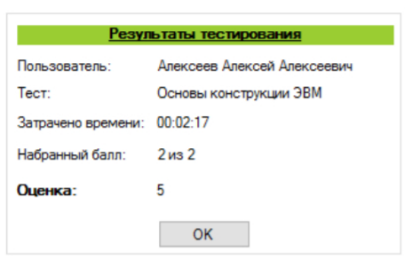 Результаты тестирования
Пользователь: Алексеев Алексей Алексеевич
Тест: Основы конструкции ЭВМ
Затрачено времени: 00:02:17
Набранный балл: 2 из 2
Оценка: 5
OK